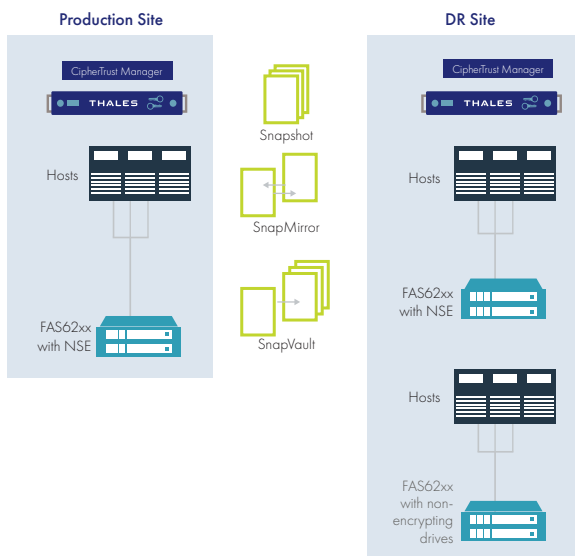 Production Site
CipherTrust Manager
THALES
Hosts
FAS62xx
with NSE
Snapshot
SnapMirror
SnapVault
DR Site
CipherTrust Manager
THALES
Hosts
FAS62xx
with NSE
Hosts
FAS62xx
with non-
encrypting
drives